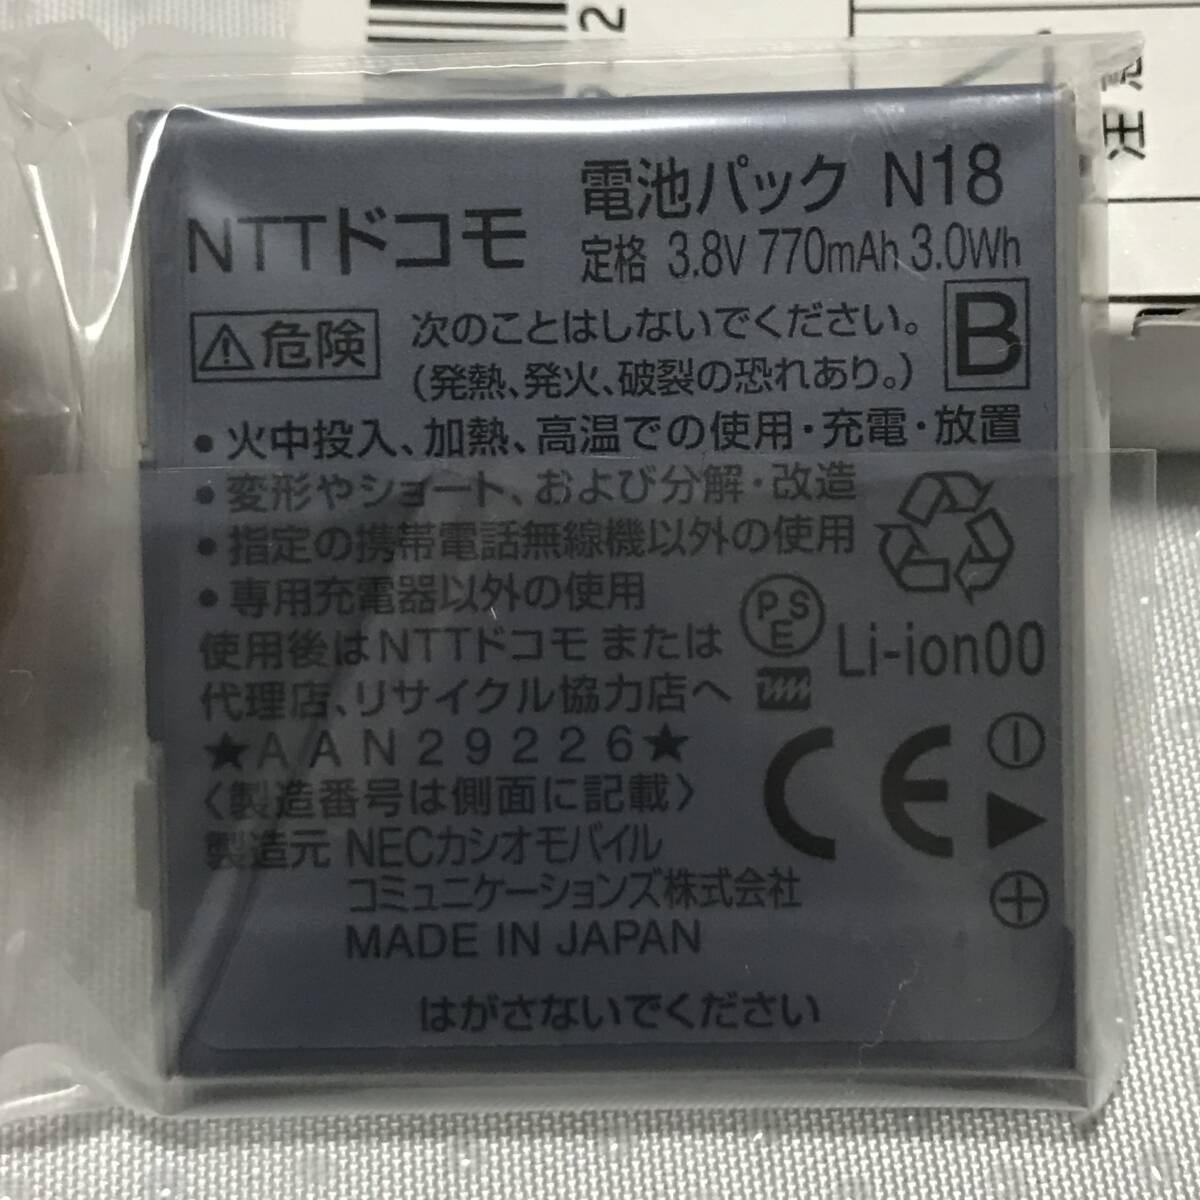 電池パック N18
NTTドコモ
定格 3.8V 770mAh 3.0Wh
⚠危険
次のことはしないでください。
(発熱、発火、破裂の恐れあり。)
B
•火中投入、加熱、高温での使用・充電・放置
•変形やショート、および分解・改造
•指定の携帯電話無線機以外の使用
•専用充電器以外の使用
使用後はNTTドコモまたは
代理店、リサイクル協力店へ
PSE
Li-ion00
★AAN29226★
〈製造番号は側面に記載〉
CE
製造元 NECカシオモバイル
コミュニケーションズ株式会社
MADE IN JAPAN
はがさないでください